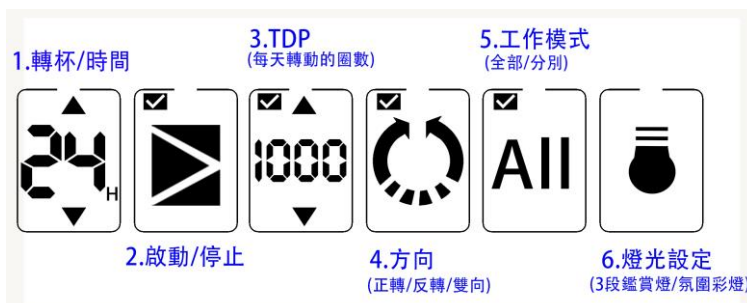 1.轉杯/時間
3.TDP
(每天轉動的圈數)
5.工作模式
(全部/分別)
24
H
1000
All
2.啟動/停止
4.方向
(正轉/反轉/雙向)
6.燈光設定
(3段鑑賞燈/氛圍彩燈)